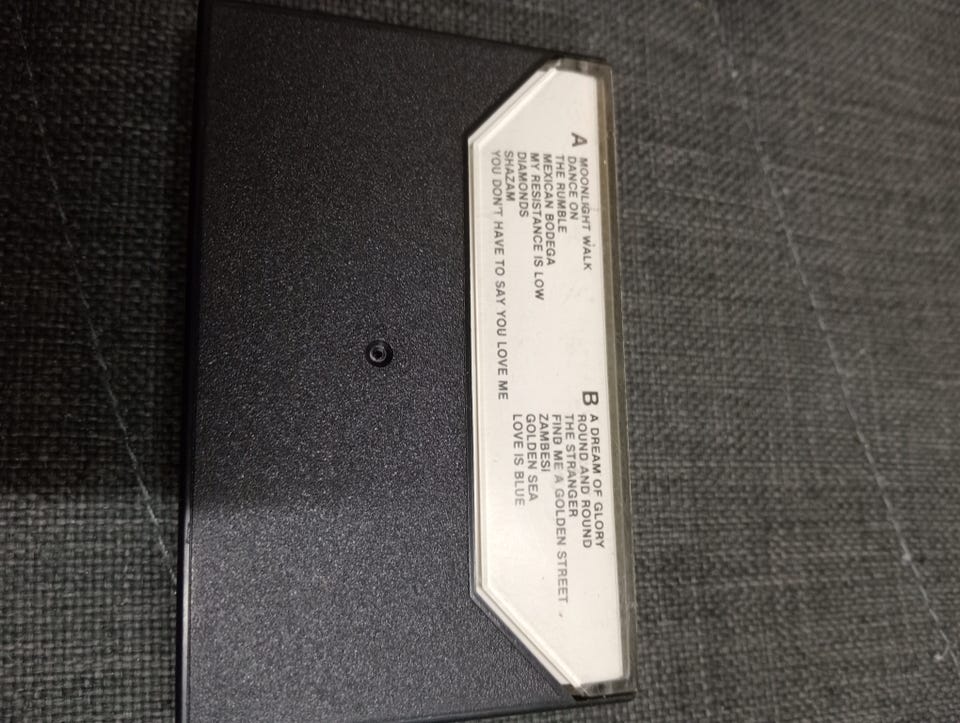 A
MOONLIGHT WALK
DANCE ON
THE RUMBLE
MEXICAN BODEGA
MY RESISTANCE IS LOW
DIAMONDS
SHAZAM
YOU DON'T HAVE TO SAY YOU LOVE ME
B
A DREAM OF GLORY
ROUND AND ROUND
THE STRANGER
FIND ME A GOLDEN STREET
ZAMBESI
GOLDEN SEA
LOVE IS BLUE